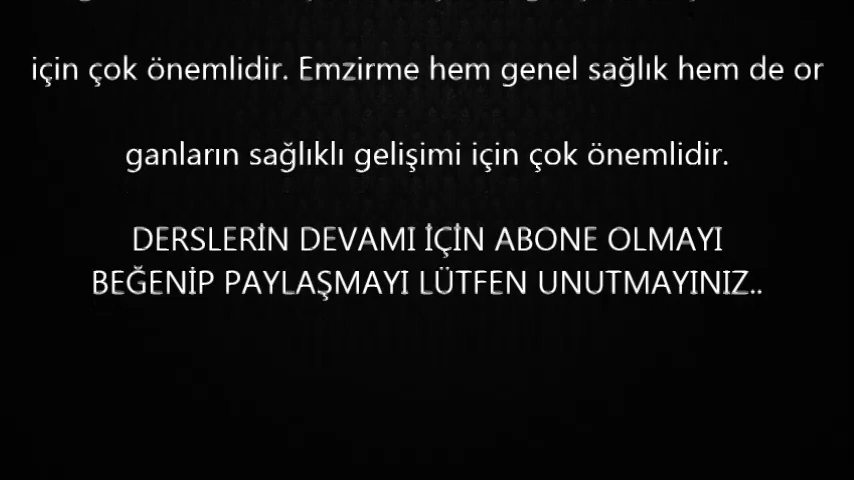 için çok önemlidir. Emzirme hem genel sağlık hem de or
ganların sağlıklı gelişimi için çok önemlidir.
DERSLERİN DEVAMI İÇİN ABONE OLMAYI
BEĞENİP PAYLAŞMAYI LÜTFEN UNUTMAYINIZ..